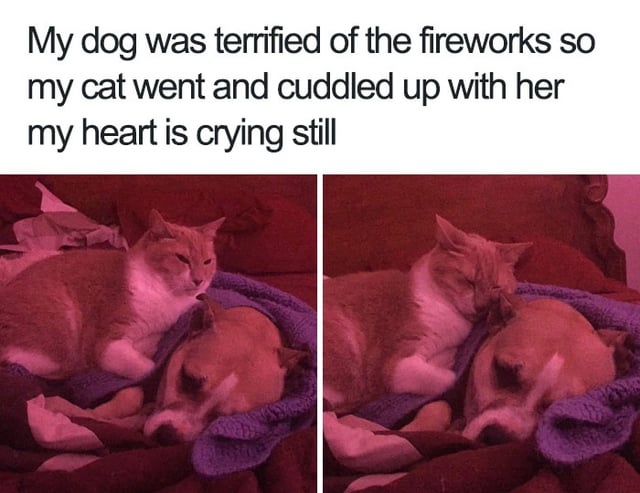 My dog was terrified of the fireworks so
my cat went and cuddled up with her
my heart is crying still